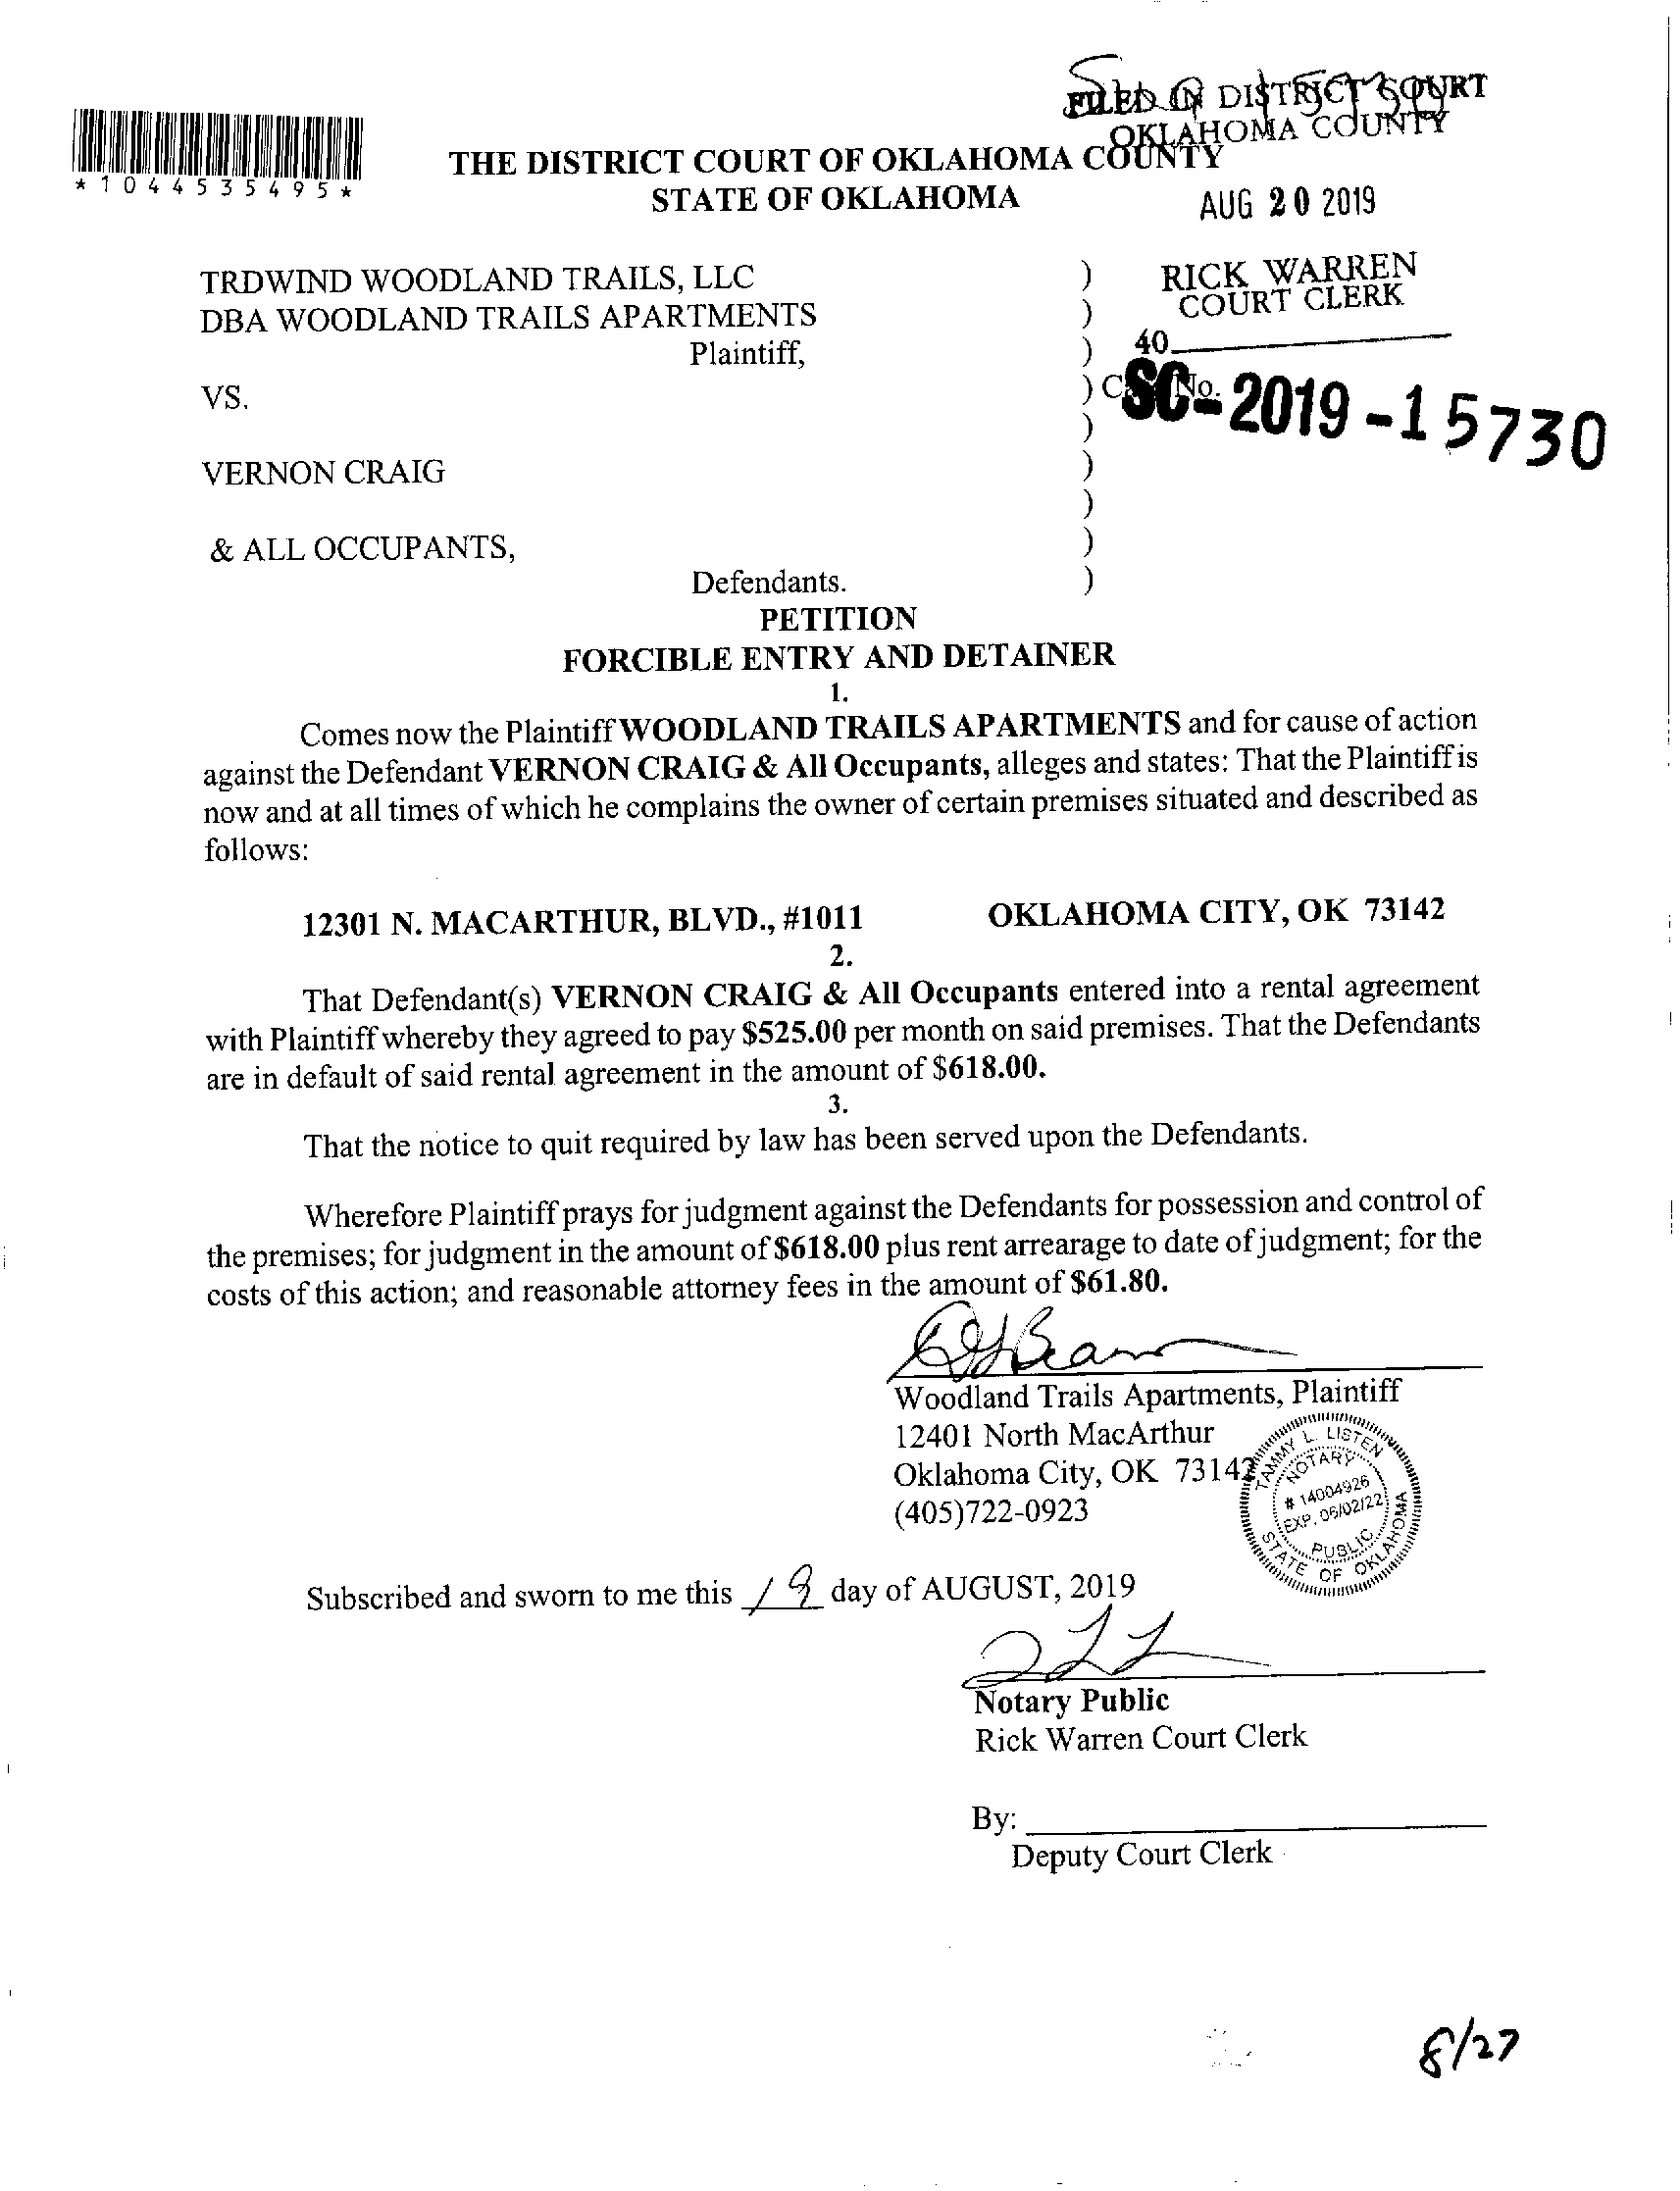 FILED IN DISTRICT COURT
OKLAHOMA COUNTY
*1044535495*
THE DISTRICT COURT OF OKLAHOMA COUNTY
STATE OF OKLAHOMA
AUG 20 2019
TRDWIND WOODLAND TRAILS, LLC )
DBA WOODLAND TRAILS APARTMENTS )
Plaintiff, )
RICK WARREN
COURT CLERK
40
VS. ) No.
SC-2019-15730
)
VERNON CRAIG )
)
& ALL OCCUPANTS, )
Defendants. )
PETITION
FORCIBLE ENTRY AND DETAINER
1.
Comes now the Plaintiff WOODLAND TRAILS APARTMENTS and for cause of action
against the Defendant VERNON CRAIG & All Occupants, alleges and states: That the Plaintiff is
now and at all times of which he complains the owner of certain premises situated and described as
follows:
12301 N. MACARTHUR, BLVD., #1011 OKLAHOMA CITY, OK 73142
2.
That Defendant(s) VERNON CRAIG & All Occupants entered into a rental agreement
with Plaintiff whereby they agreed to pay $525.00 per month on said premises. That the Defendants
are in default of said rental agreement in the amount of $618.00.
3.
That the notice to quit required by law has been served upon the Defendants.
Wherefore Plaintiff prays for judgment against the Defendants for possession and control of
the premises; for judgment in the amount of $618.00 plus rent arrearage to date of judgment; for the
costs of this action; and reasonable attorney fees in the amount of $61.80.
Woodland Trails Apartments, Plaintiff
12401 North MacArthur
Oklahoma City, OK 73142
(405)722-0923
TAMMY L. LISTEN
NOTARY
# 14004926
EXP. 06/02/22
PUBLIC
STATE OF OKLAHOMA
Subscribed and sworn to me this 19 day of AUGUST, 2019
Notary Public
Rick Warren Court Clerk
By:
Deputy Court Clerk
8/27